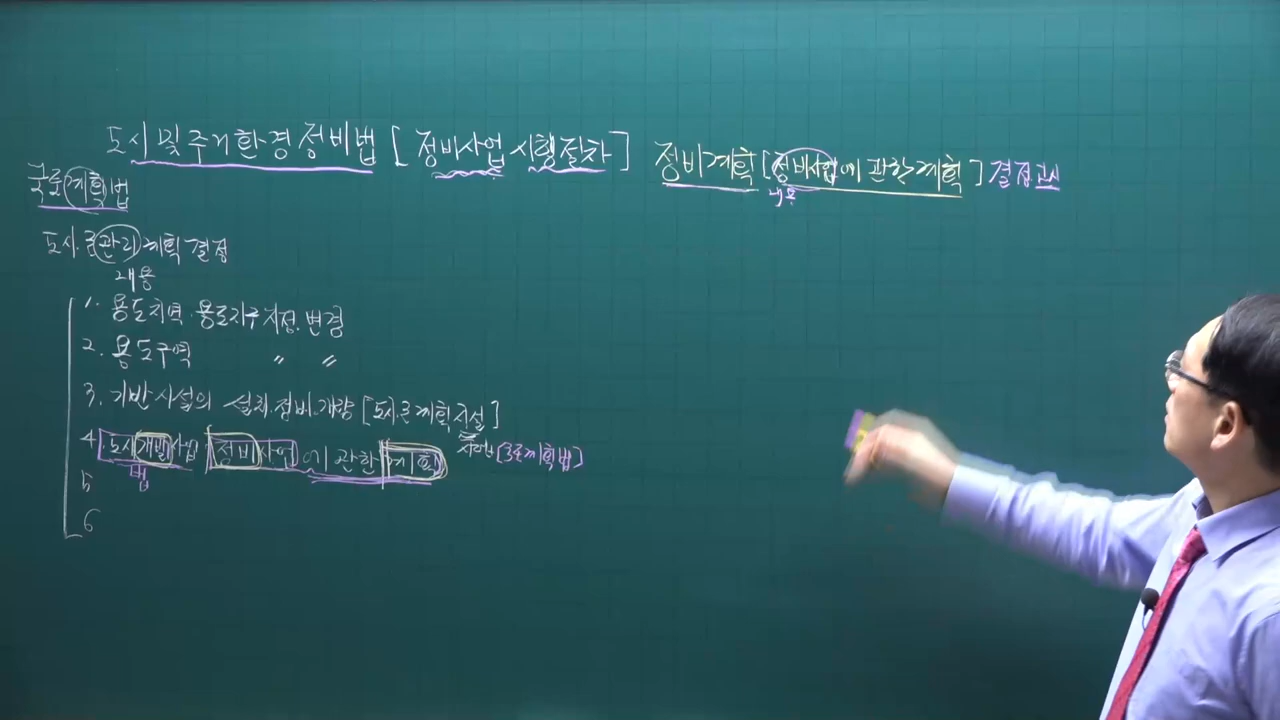 도시 및 주거환경정비법 [ 정비사업 시행절차 ]
정비계획 [ 정비사업에 관한 계획 ] 결정고시
내용
국토계획법
도시.군관리계획 결정
내용
1. 용도지역.용도지구 지정.변경
2. 용도구역 〃 〃
3. 기반시설의 설치.정비.개량 [도시.군계획시설]
4. 도시개발사업 정비사업에 관한 계획 [국토계획법]
법
5
6